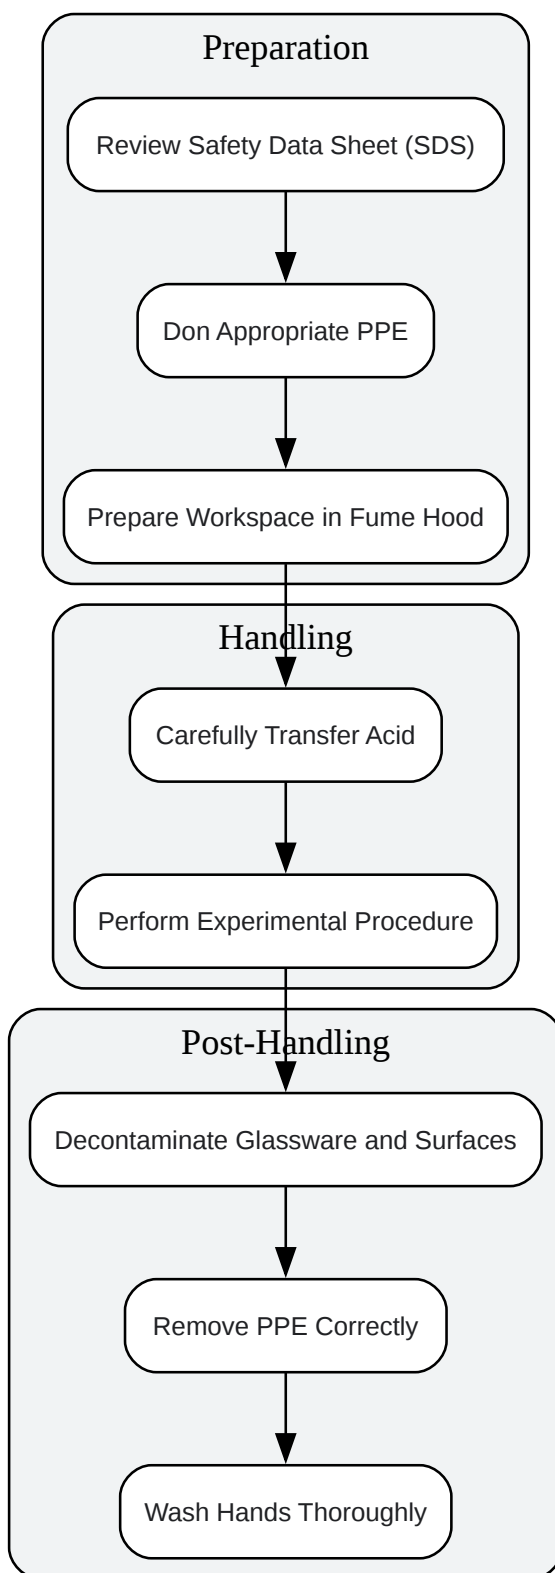 Preparation
Review Safety Data Sheet (SDS)
Don Appropriate PPE
Prepare Workspace in Fume Hood
Handling
Carefully Transfer Acid
Perform Experimental Procedure
Post-Handling
Decontaminate Glassware and Surfaces
Remove PPE Correctly
Wash Hands Thoroughly